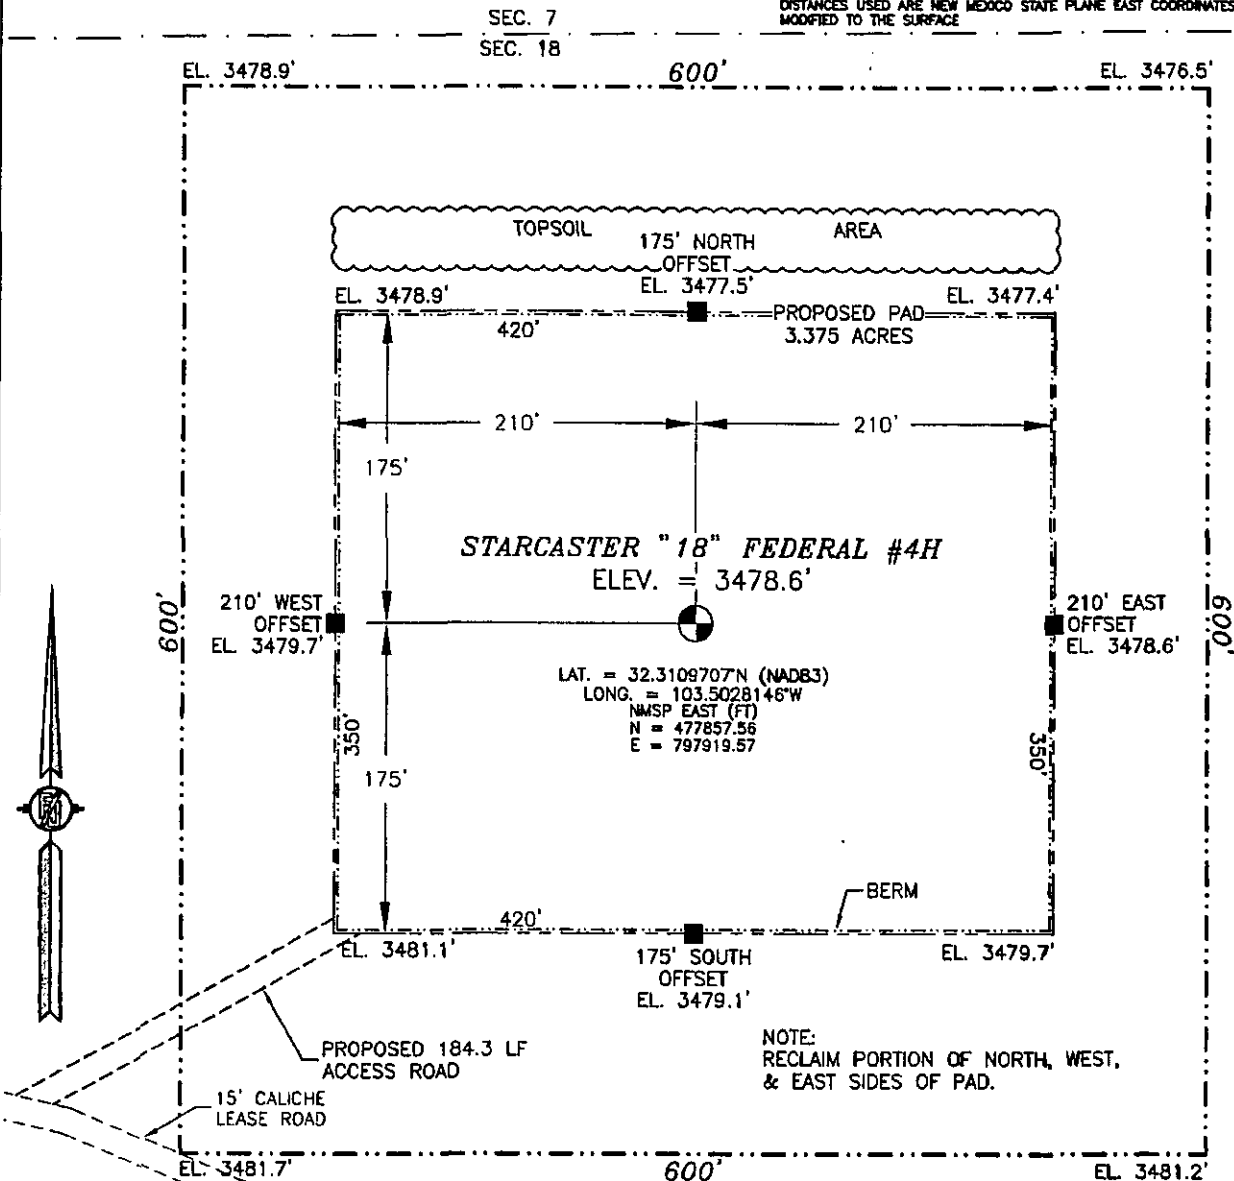 DISTANCES USED ARE NEW MEXICO STATE PLANE EAST COORDINATES
MODIFIED TO THE SURFACE
SEC. 7
SEC. 18
EL. 3478.9'
600'
EL. 3476.5'
TOPSOIL AREA
175' NORTH
OFFSET
EL. 3477.5'
EL. 3478.9'
EL. 3477.4'
420'
PROPOSED PAD
3.375 ACRES
210'
210'
175'
STARCASTER "18" FEDERAL #4H
ELEV. = 3478.6'
600'
210' WEST
OFFSET
EL. 3479.7'
210' EAST
OFFSET
EL. 3478.6'
600'
LAT. = 32.3109707°N (NAD83)
LONG. = 103.5028146°W
NMSP EAST (FT)
N = 477857.56
E = 797919.57
350'
350'
175'
BERM
420'
EL. 3481.1'
175' SOUTH
OFFSET
EL. 3479.1'
EL. 3479.7'
PROPOSED 184.3 LF
ACCESS ROAD
NOTE:
RECLAIM PORTION OF NORTH, WEST,
& EAST SIDES OF PAD.
15' CALICHE
LEASE ROAD
EL. 3481.7'
600'
EL. 3481.2'